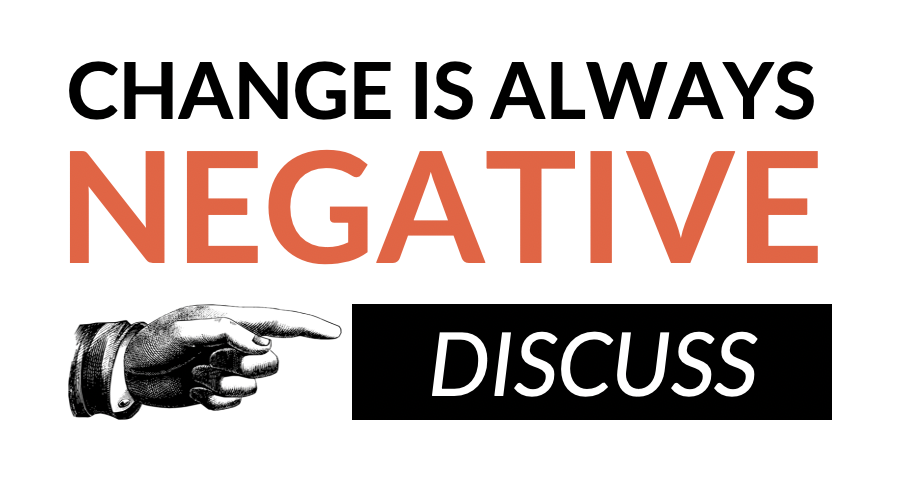 CHANGE IS ALWAYS
NEGATIVE
DISCUSS